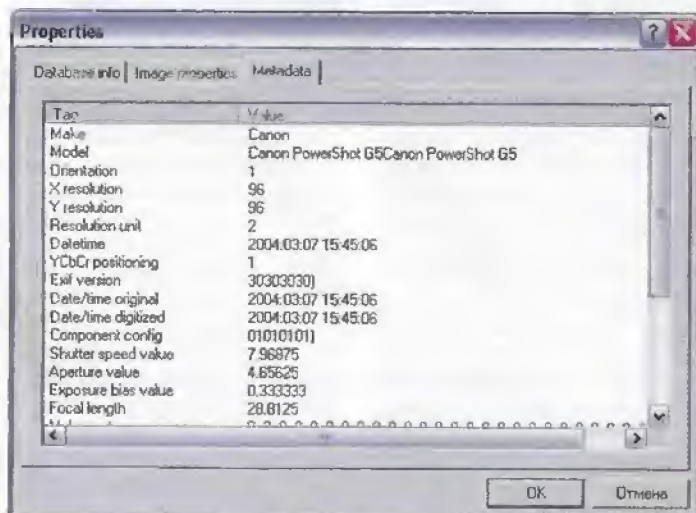 Properties
Database info Image properties Metadata
Tag Value
Make Canon
Model Canon PowerShot G5Canon PowerShot G5
Orientation 1
X resolution 96
Y resolution 96
Resolution unit 2
Datetime 2004:03:07 15:45:06
YCbCr positioning 1
Exif version 30303030)
Date/time original 2004:03:07 15:45:06
Date/time digitized 2004:03:07 15:45:06
Component config 01010101)
Shutter speed value 7.96875
Aperture value 4.65625
Exposure bias value 0.333333
Focal length 28.8125
OK Отмена